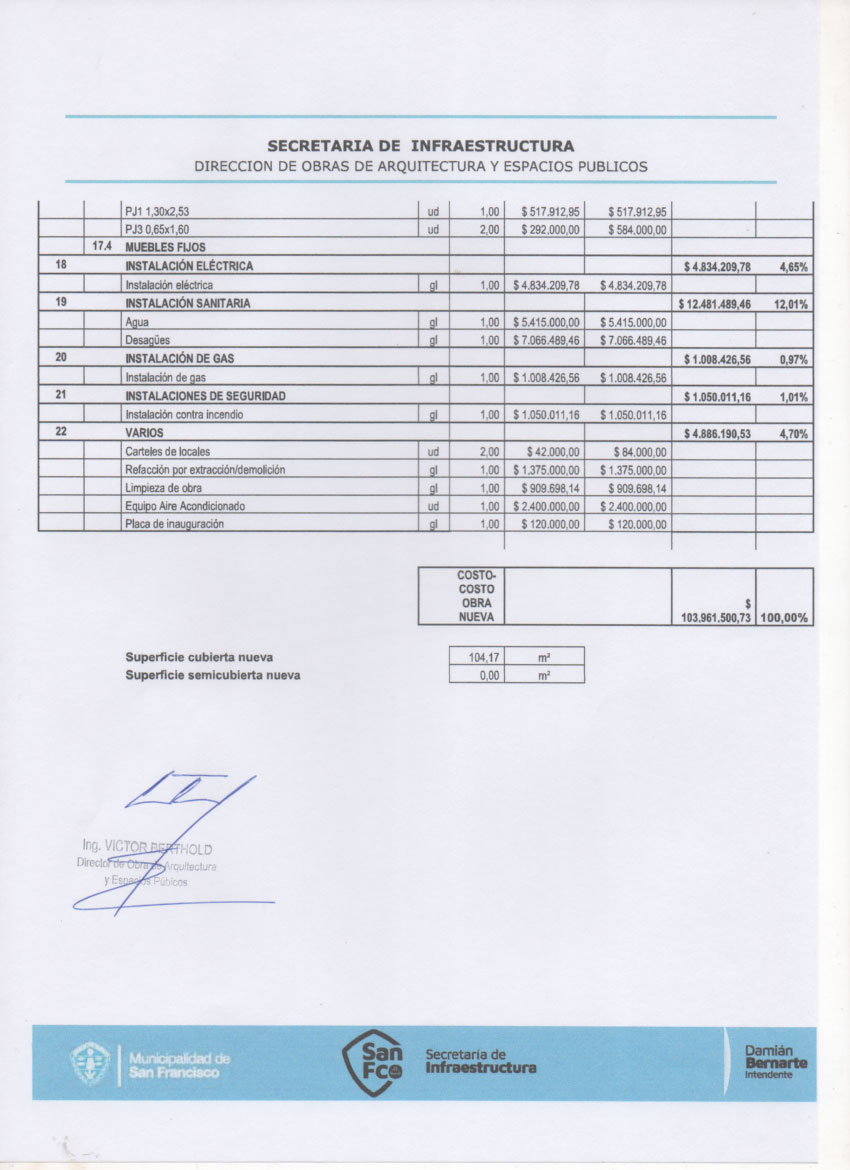 SECRETARIA DE INFRAESTRUCTURA
DIRECCION DE OBRAS DE ARQUITECTURA Y ESPACIOS PUBLICOS
PJ1 1,30x2,53 ud 1,00 $ 517.912,95 $ 517.912,95
PJ3 0,65x1,60 ud 2,00 $ 292.000,00 $ 584.000,00
17.4 MUEBLES FIJOS
18 INSTALACIÓN ELÉCTRICA $ 4.834.209,78 4,65%
Instalación eléctrica gl 1,00 $ 4.834.209,78 $ 4.834.209,78
19 INSTALACIÓN SANITARIA $ 12.481.489,46 12,01%
Agua gl 1,00 $ 5.415.000,00 $ 5.415.000,00
Desagües gl 1,00 $ 7.066.489,46 $ 7.066.489,46
20 INSTALACIÓN DE GAS $ 1.008.426,56 0,97%
Instalación de gas gl 1,00 $ 1.008.426,56 $ 1.008.426,56
21 INSTALACIONES DE SEGURIDAD $ 1.050.011,16 1,01%
Instalación contra incendio gl 1,00 $ 1.050.011,16 $ 1.050.011,16
22 VARIOS $ 4.886.190,53 4,70%
Carteles de locales ud 2,00 $ 42.000,00 $ 84.000,00
Refacción por extracción/demolición gl 1,00 $ 1.375.000,00 $ 1.375.000,00
Limpieza de obra gl 1,00 $ 909.698,14 $ 909.698,14
Equipo Aire Acondicionado ud 1,00 $ 2.400.000,00 $ 2.400.000,00
Placa de inauguración gl 1,00 $ 120.000,00 $ 120.000,00
COSTO-
COSTO
OBRA $
NUEVA 103.961.500,73 100,00%
Superficie cubierta nueva 104,17 m²
Superficie semicubierta nueva 0,00 m²
Ing. VICTOR BERTHOLD
Director de Obra de Arquitectura
y Espacios Púbicos
Municipalidad de
San Francisco
San
Fco
Secretaría de
Infraestructura
Damián
Bernarte
Intendente